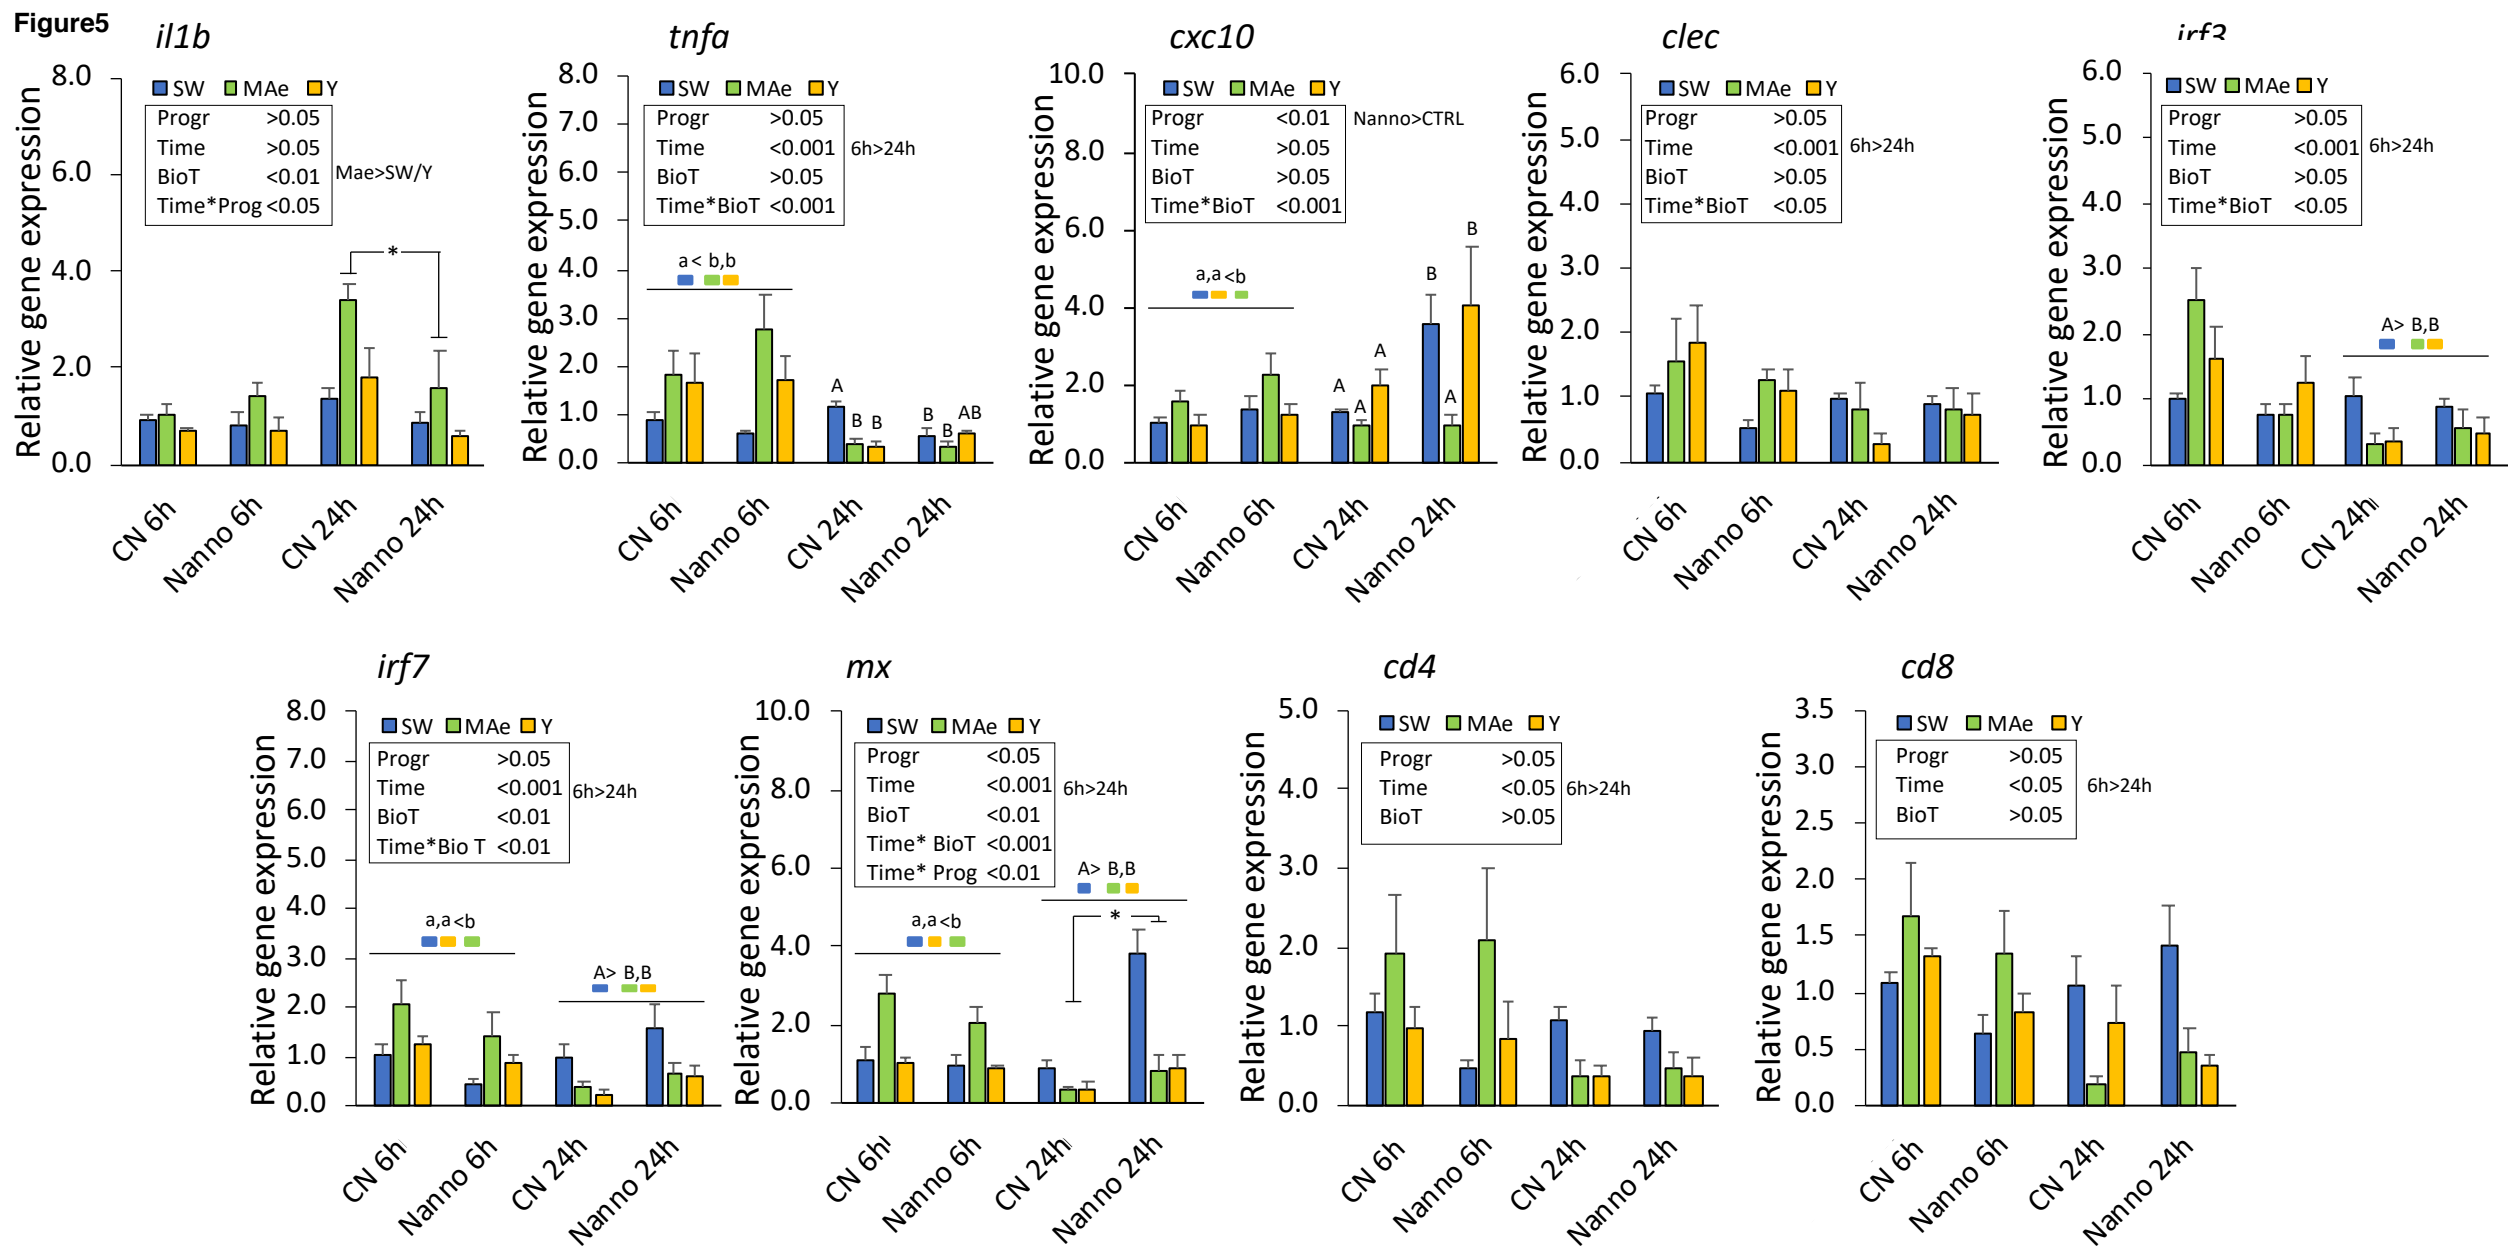 Figure5
il1b
Relative gene expression
8.0
6.0
4.0
2.0
0.0
SW MAe Y
Progr >0.05
Time >0.05
BioT <0.01
Time*Prog <0.05
Mae>SW/Y
*
CN 6h
Nanno 6h
CN 24h
Nanno 24h
tnfa
Relative gene expression
8.0
7.0
6.0
5.0
4.0
3.0
2.0
1.0
0.0
SW MAe Y
Progr >0.05
Time <0.001
BioT >0.05
Time*BioT <0.001
6h>24h
a< b,b
A
B B
B
B
AB
CN 6h
Nanno 6h
CN 24h
Nanno 24h
cxc10
Relative gene expression
10.0
8.0
6.0
4.0
2.0
0.0
SW MAe Y
Progr <0.01
Time >0.05
BioT >0.05
Time*BioT <0.001
Nanno>CTRL
a,a<b
A
A
A
B
A
B
CN 6h
Nanno 6h
CN 24h
Nanno 24h
clec
Relative gene expression
6.0
5.0
4.0
3.0
2.0
1.0
0.0
SW MAe Y
Progr >0.05
Time <0.001
BioT >0.05
Time*BioT <0.05
6h>24h
CN 6h
Nanno 6h
CN 24h
Nanno 24h
irf3
Relative gene expression
6.0
5.0
4.0
3.0
2.0
1.0
0.0
SW MAe Y
Progr >0.05
Time <0.001
BioT >0.05
Time*BioT <0.05
6h>24h
A> B,B
CN 6h
Nanno 6h
CN 24h
Nanno 24h
irf7
Relative gene expression
8.0
7.0
6.0
5.0
4.0
3.0
2.0
1.0
0.0
SW MAe Y
Progr >0.05
Time <0.001
BioT <0.01
Time*Bio T <0.01
6h>24h
a,a<b
A> B,B
CN 6h
Nanno 6h
CN 24h
Nanno 24h
mx
Relative gene expression
10.0
8.0
6.0
4.0
2.0
0.0
SW MAe Y
Progr <0.05
Time <0.001
BioT <0.01
Time* BioT <0.001
Time* Prog <0.01
6h>24h
a,a<b
A> B,B
*
CN 6h
Nanno 6h
CN 24h
Nanno 24h
cd4
Relative gene expression
5.0
4.0
3.0
2.0
1.0
0.0
SW MAe Y
Progr >0.05
Time <0.05
BioT >0.05
6h>24h
CN 6h
Nanno 6h
CN 24h
Nanno 24h
cd8
Relative gene expression
3.5
3.0
2.5
2.0
1.5
1.0
0.5
0.0
SW MAe Y
Progr >0.05
Time <0.05
BioT >0.05
6h>24h
CN 6h
Nanno 6h
CN 24h
Nanno 24h